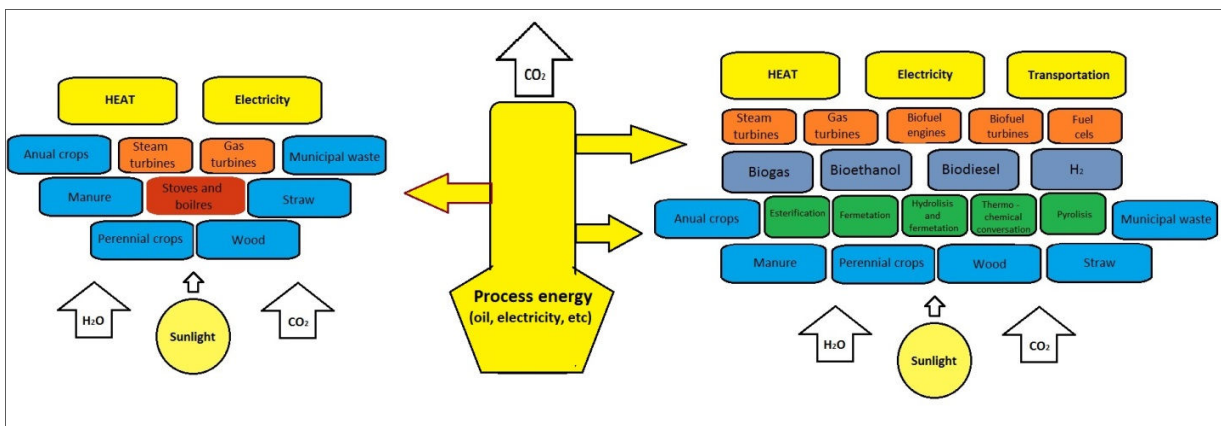 HEAT
Electricity
Anual crops
Steam
turbines
Gas
turbines
Municipal waste
Manure
Stoves and
boilres
Straw
Perennial crops
Wood
H₂O
Sunlight
CO₂
CO₂
Process energy
(oil, electricity, etc)
HEAT
Electricity
Transportation
Steam
turbines
Gas
turbines
Biofuel
engines
Biofuel
turbines
Fuel
cels
Biogas
Bioethanol
Biodiesel
H₂
Anual crops
Esterification
Fermetation
Hydrolisis
and
fermetation
Thermo -
chemical
conversation
Pyrolisis
Municipal waste
Manure
Perennial crops
Wood
Straw
H₂O
Sunlight
CO₂